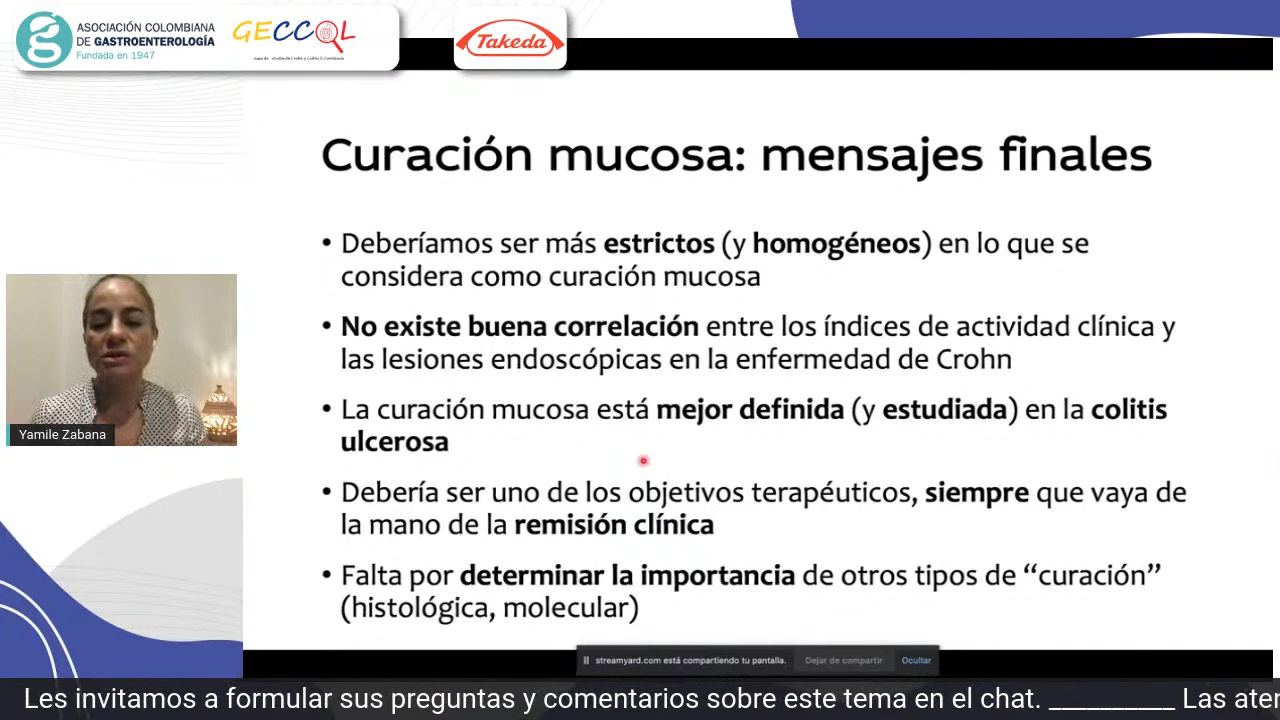 ASOCIACIÓN COLOMBIANA
DE GASTROENTEROLOGÍA
Fundada en 1947
GECCOL
Takeda
Curación mucosa: mensajes finales
• Deberíamos ser más estrictos (y homogéneos) en lo que se
considera como curación mucosa
• No existe buena correlación entre los índices de actividad clínica y
las lesiones endoscópicas en la enfermedad de Crohn
• La curación mucosa está mejor definida (y estudiada) en la colitis
ulcerosa
• Debería ser uno de los objetivos terapéuticos, siempre que vaya de
la mano de la remisión clínica
• Falta por determinar la importancia de otros tipos de “curación”
(histológica, molecular)
Yamile Zabana
streamyard.com está compartiendo tu pantalla. Dejar de compartir Ocultar
Les invitamos a formular sus preguntas y comentarios sobre este tema en el chat. __________ Las aten